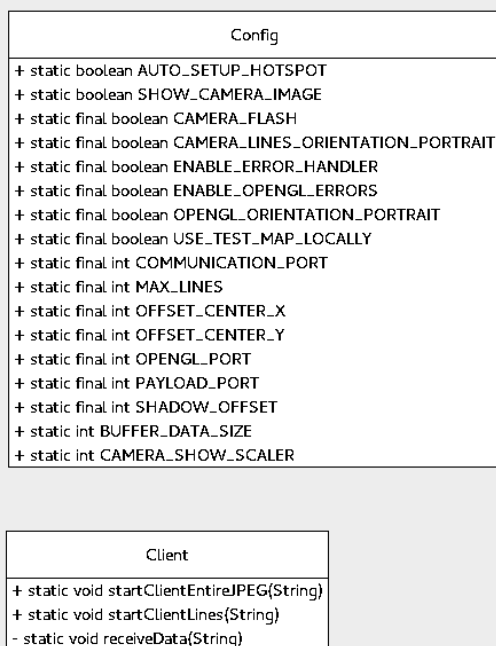 Config
+ static boolean AUTO_SETUP_HOTSPOT
+ static boolean SHOW_CAMERA_IMAGE
+ static final boolean CAMERA_FLASH
+ static final boolean CAMERA_LINES_ORIENTATION_PORTRAIT
+ static final boolean ENABLE_ERROR_HANDLER
+ static final boolean ENABLE_OPENGL_ERRORS
+ static final boolean OPENGL_ORIENTATION_PORTRAIT
+ static final boolean USE_TEST_MAP_LOCALLY
+ static final int COMMUNICATION_PORT
+ static final int MAX_LINES
+ static final int OFFSET_CENTER_X
+ static final int OFFSET_CENTER_Y
+ static final int OPENGL_PORT
+ static final int PAYLOAD_PORT
+ static final int SHADOW_OFFSET
+ static int BUFFER_DATA_SIZE
+ static int CAMERA_SHOW_SCALER
Client
+ static void startClientEntireJPEG(String)
+ static void startClientLines(String)
- static void receiveData(String)